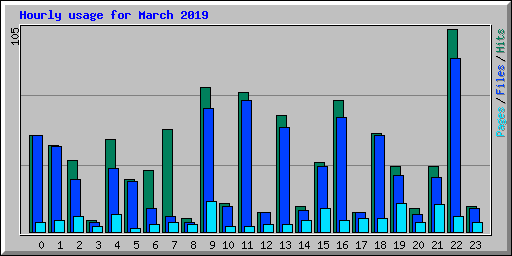 Hourly usage for March 2019
105
Pages/Files/Hits
0 1 2 3 4 5 6 7 8 9 10 11 12 13 14 15 16 17 18 19 20 21 22 23